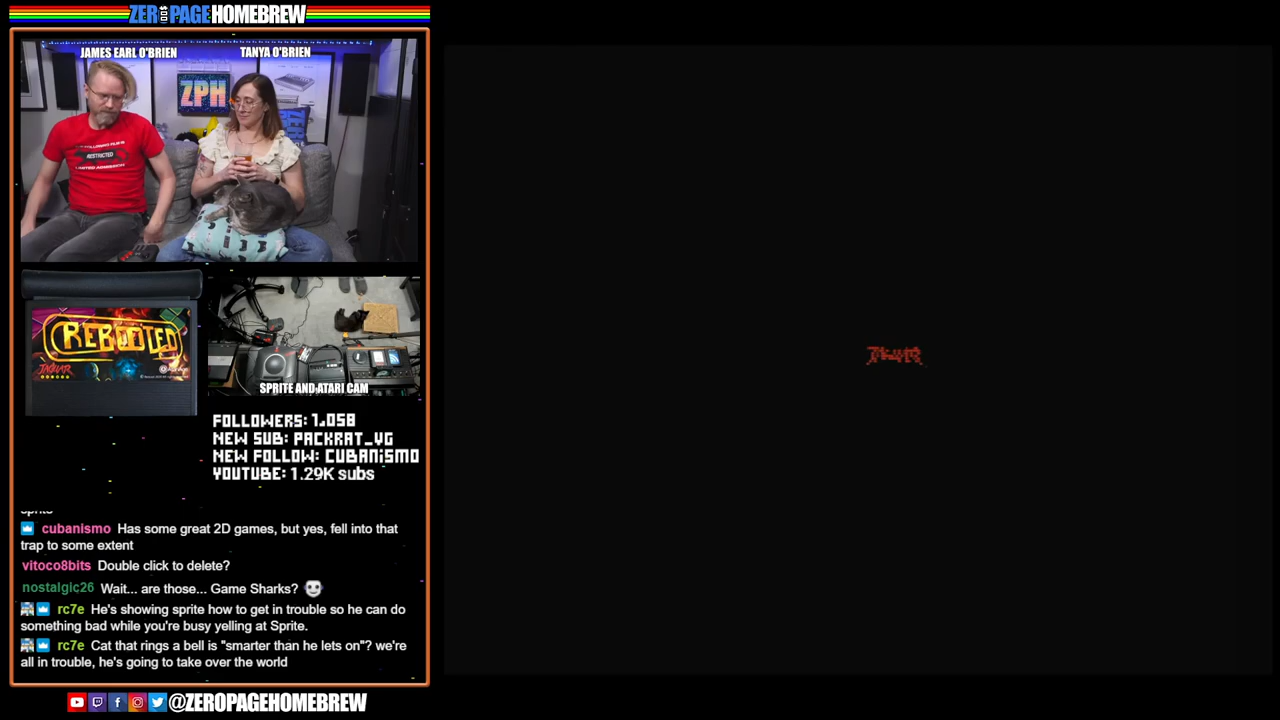 ZEROPAGE HOMEBREW
JAMES EARL O'BRIEN
TANYA O'BRIEN
ZPH
RESTRICTED
REBOOTED
JAGUAR
SPRITE AND ATARI CAM
FOLLOWERS: 1,058
NEW SUB: PACKRAT_VG
NEW FOLLOW: CUBANISMO
YOUTUBE: 1.29K subs
sprite
cubanismo Has some great 2D games, but yes, fell into that
trap to some extent
vitoco8bits Double click to delete?
nostalgic26 Wait... are those... Game Sharks?
rc7e He's showing sprite how to get in trouble so he can do
something bad while you're busy yelling at Sprite.
rc7e Cat that rings a bell is "smarter than he lets on"? we're
all in trouble, he's going to take over the world
@ZEROPAGEHOMEBREW
JAGUAR